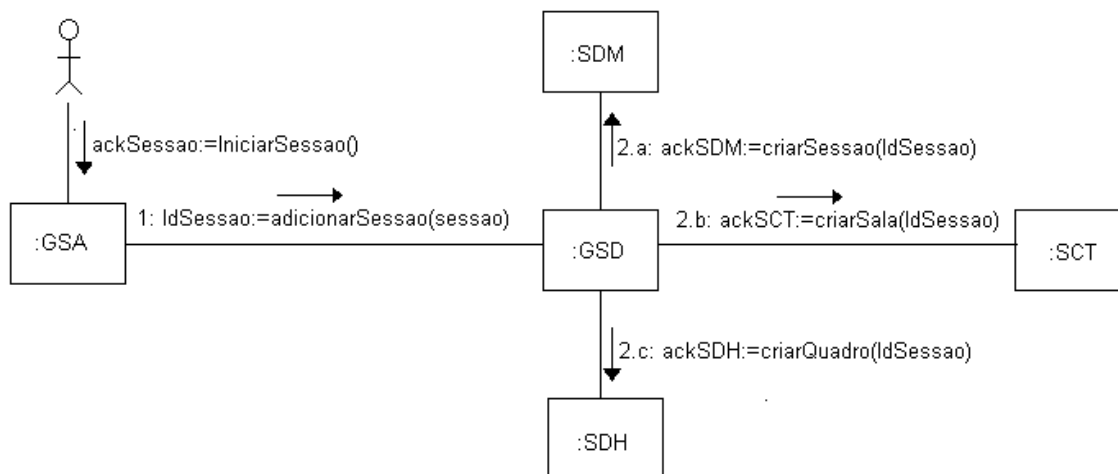 :SDM
ackSessao:=IniciarSessao()
2.a: ackSDM:=criarSessao(IdSessao)
1: IdSessao:=adicionarSessao(sessao)
2.b: ackSCT:=criarSala(IdSessao)
:GSA
:GSD
:SCT
2.c: ackSDH:=criarQuadro(IdSessao)
:SDH